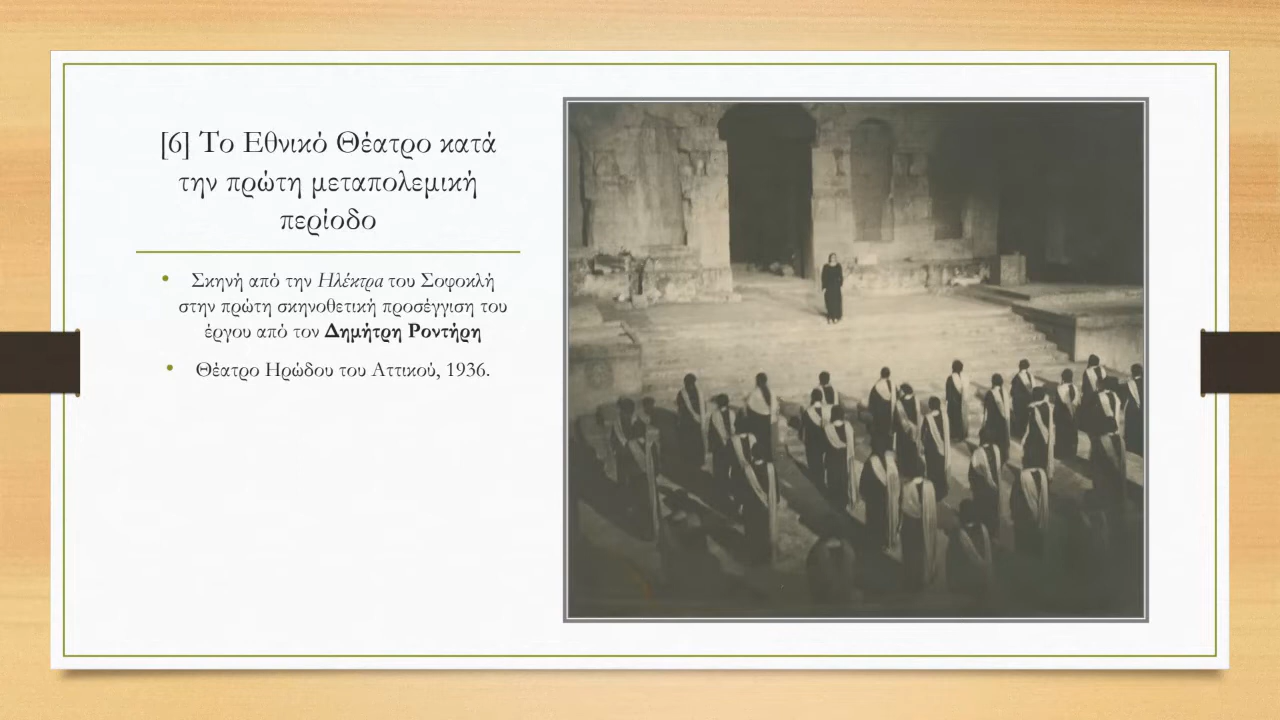 [6] Το Εθνικό Θέατρο κατά
την πρώτη μεταπολεμική
περίοδο
• Σκηνή από την Ηλέκτρα του Σοφοκλή
στην πρώτη σκηνοθετική προσέγγιση του
έργου από τον Δημήτρη Ροντήρη
• Θέατρο Ηρώδου του Αττικού, 1936.